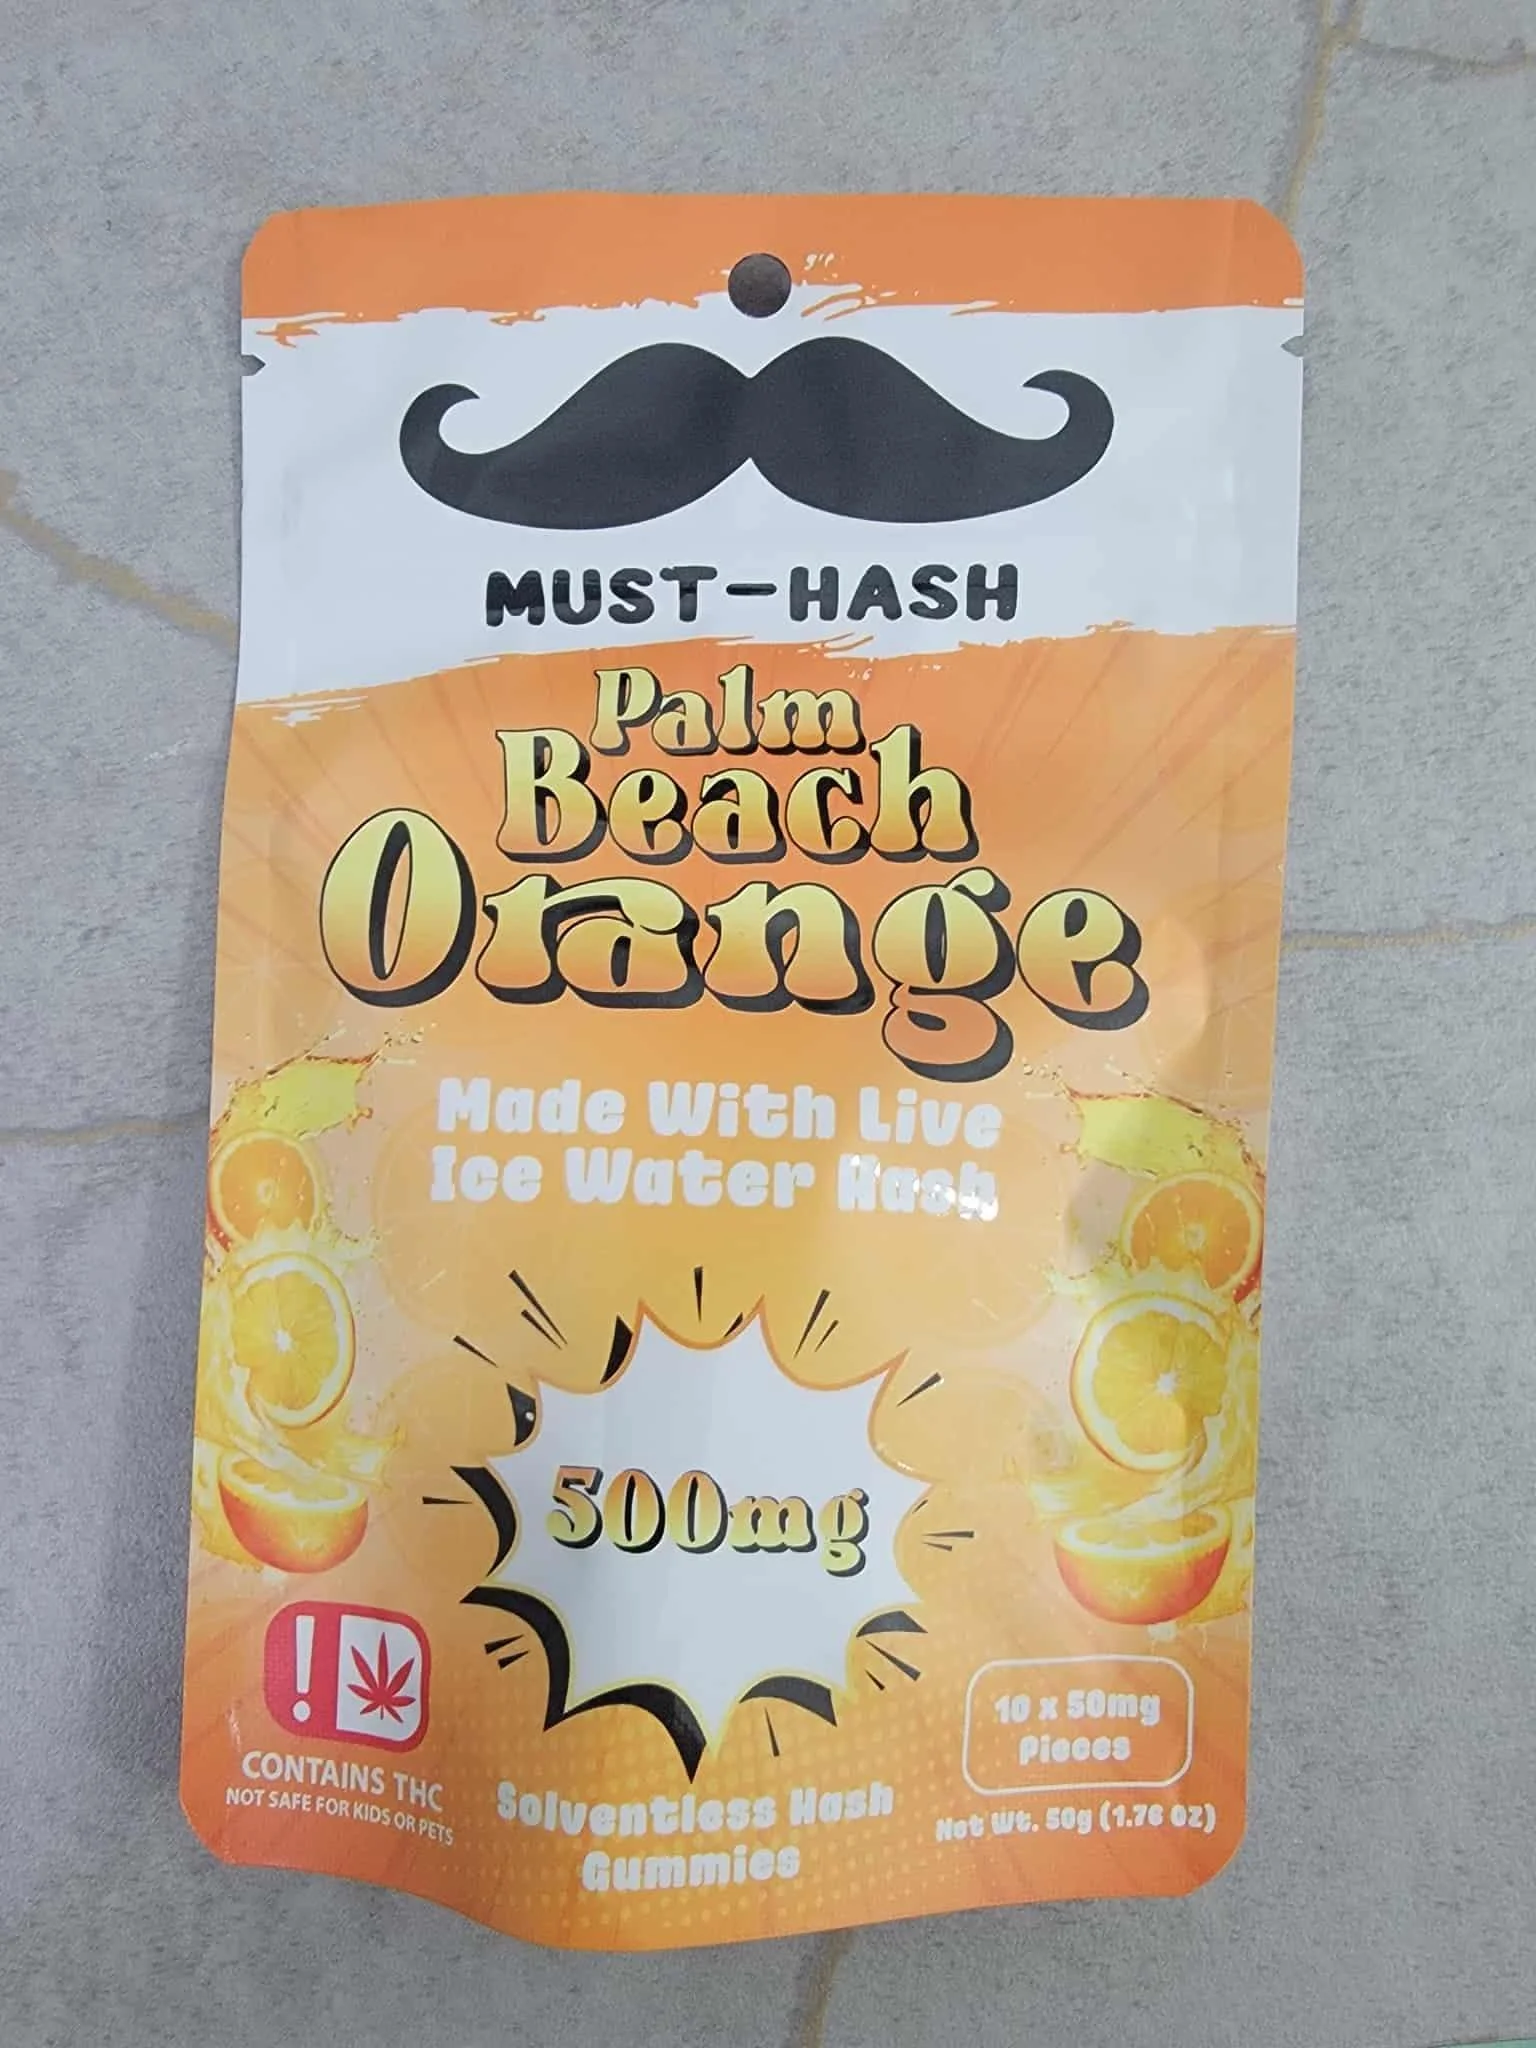 MUST-HASH
Palm
Beach
Orange
Made With Live
Ice Water Hash
500mg
!
CONTAINS THC
NOT SAFE FOR KIDS OR PETS
Solventless Hash
Gummies
10 x 50mg
Pieces
Net Wt. 50g (1.76 OZ)